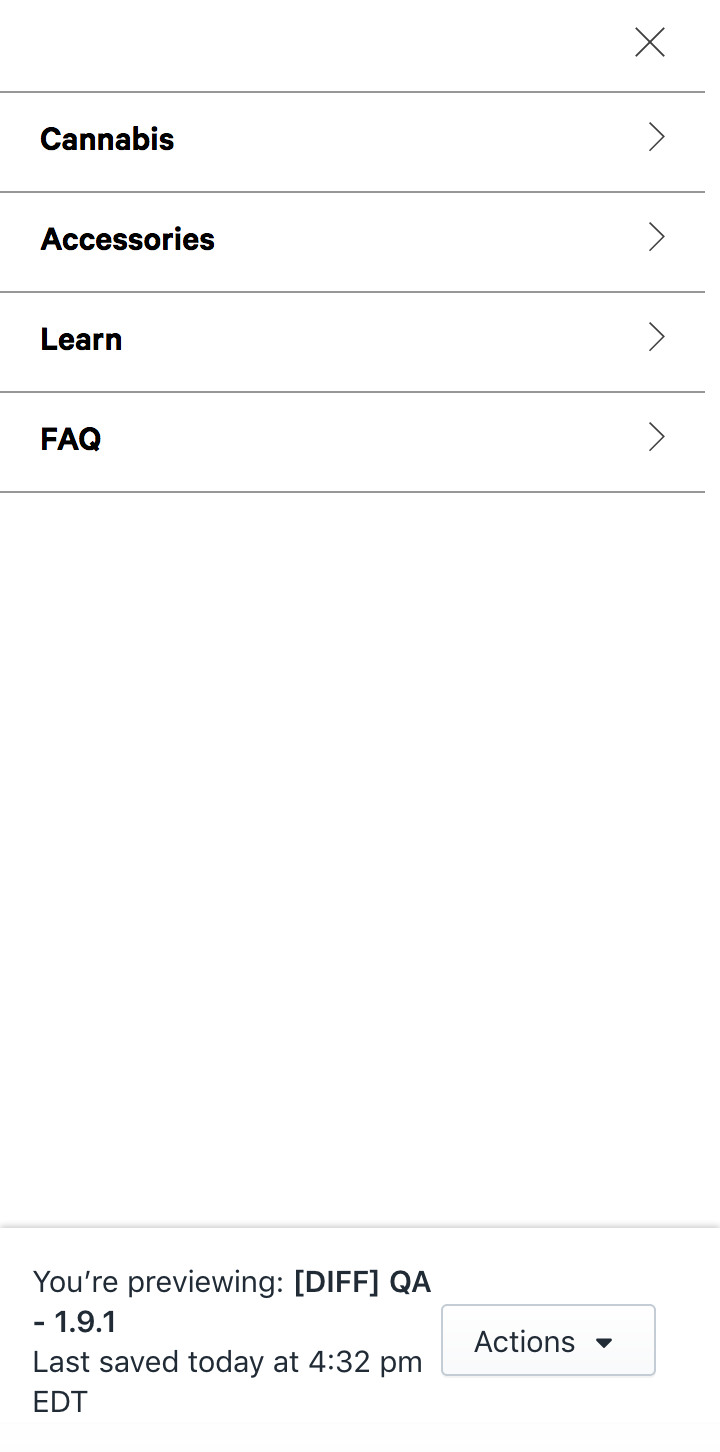 Cannabis
Accessories
Learn
FAQ
You’re previewing: [DIFF] QA
- 1.9.1
Last saved today at 4:32 pm
EDT
Actions